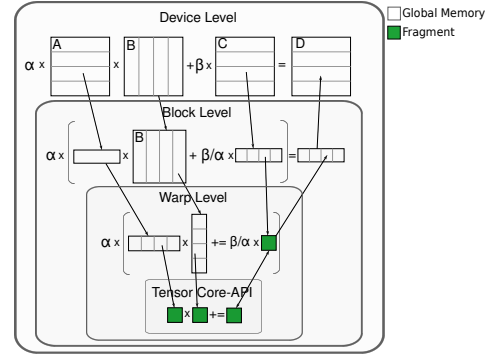 Device Level
Global Memory
Fragment
α x A x B + β x C = D
Block Level
α x x B + β/α x =
Warp Level
α x x += β/α x
Tensor Core-API
x +=